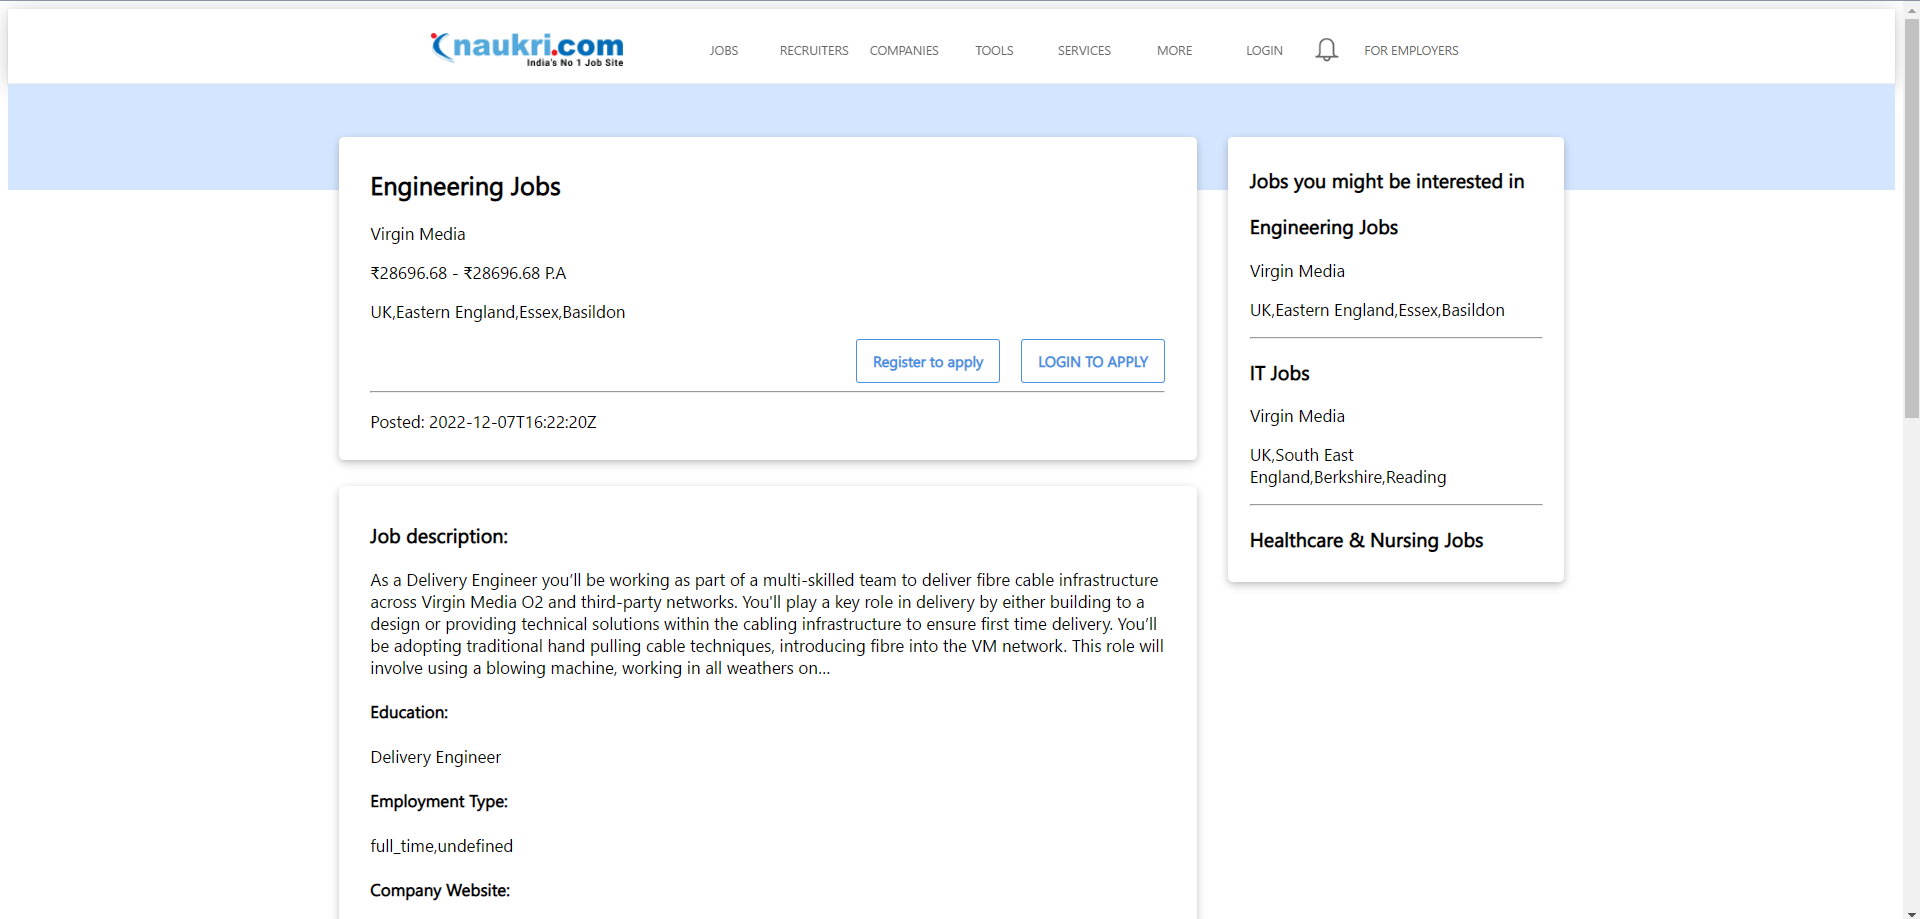 naukri.com
India's No 1 Job Site
JOBS
RECRUITERS
COMPANIES
TOOLS
SERVICES
MORE
LOGIN
FOR EMPLOYERS
Engineering Jobs
Virgin Media
₹28696.68 - ₹28696.68 P.A
UK,Eastern England,Essex,Basildon
Register to apply
LOGIN TO APPLY
Posted: 2022-12-07T16:22:20Z
Job description:
As a Delivery Engineer you’ll be working as part of a multi-skilled team to deliver fibre cable infrastructure
across Virgin Media O2 and third-party networks. You'll play a key role in delivery by either building to a
design or providing technical solutions within the cabling infrastructure to ensure first time delivery. You’ll
be adopting traditional hand pulling cable techniques, introducing fibre into the VM network. This role will
involve using a blowing machine, working in all weathers on…
Education:
Delivery Engineer
Employment Type:
full_time,undefined
Company Website:
Jobs you might be interested in
Engineering Jobs
Virgin Media
UK,Eastern England,Essex,Basildon
IT Jobs
Virgin Media
UK,South East
England,Berkshire,Reading
Healthcare & Nursing Jobs